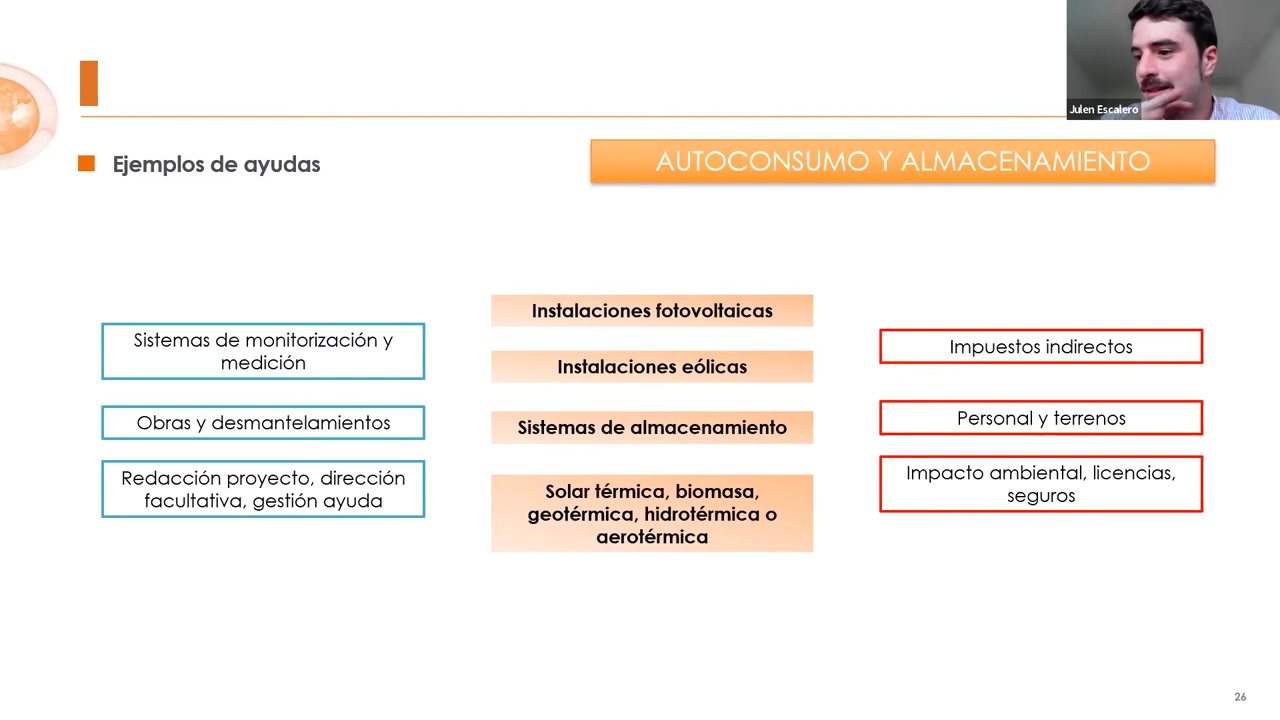 Julen Escalero
Ejemplos de ayudas
AUTOCONSUMO Y ALMACENAMIENTO
Sistemas de monitorización y
medición
Obras y desmantelamientos
Redacción proyecto, dirección
facultativa, gestión ayuda
Instalaciones fotovoltaicas
Instalaciones eólicas
Sistemas de almacenamiento
Solar térmica, biomasa,
geotérmica, hidrotérmica o
aerotérmica
Impuestos indirectos
Personal y terrenos
Impacto ambiental, licencias,
seguros
26